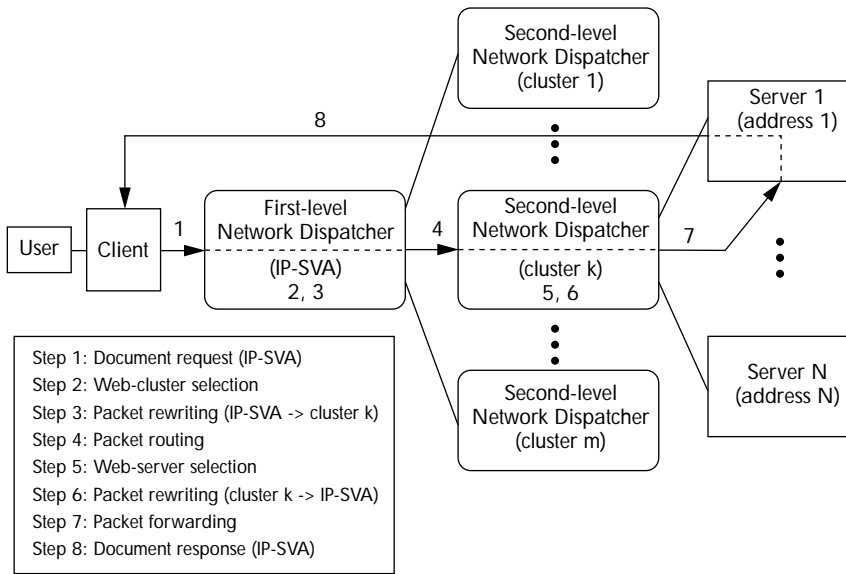 Second-level
Network Dispatcher
(cluster 1)
Server 1
(address 1)
8
First-level
Network Dispatcher
(IP-SVA)
2, 3
Second-level
Network Dispatcher
(cluster k)
5, 6
1
4
7
User
Client
Step 1: Document request (IP-SVA)
Step 2: Web-cluster selection
Step 3: Packet rewriting (IP-SVA -> cluster k)
Step 4: Packet routing
Step 5: Web-server selection
Step 6: Packet rewriting (cluster k -> IP-SVA)
Step 7: Packet forwarding
Step 8: Document response (IP-SVA)
Second-level
Network Dispatcher
(cluster m)
Server N
(address N)